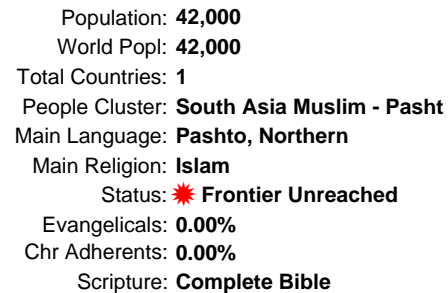 Population: 42,000
World Popl: 42,000
Total Countries: 1
People Cluster: South Asia Muslim - Pasht
Main Language: Pashto, Northern
Main Religion: Islam
Status: Frontier Unreached
Evangelicals: 0.00%
Chr Adherents: 0.00%
Scripture: Complete Bible